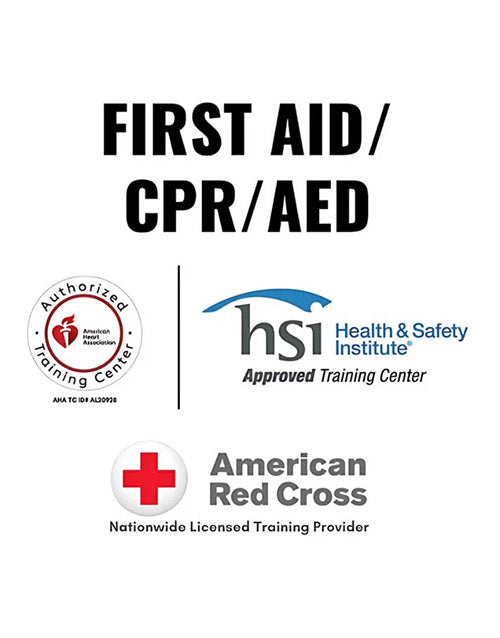 FIRST AID/
CPR/AED
Authorized
American
Heart
Association
Training Center
AHA TC ID# AL20928
hsi Health & Safety
Institute®
Approved Training Center
American
Red Cross
Nationwide Licensed Training Provider